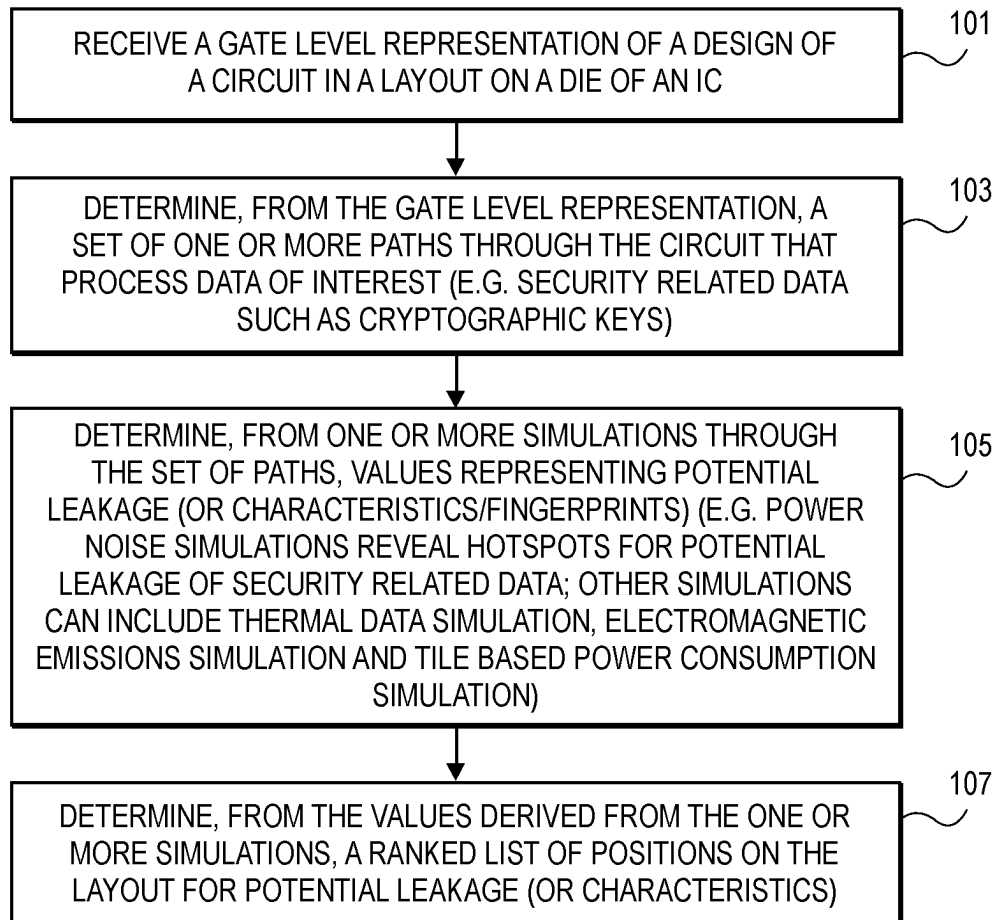 RECEIVE A GATE LEVEL REPRESENTATION OF A DESIGN OF
A CIRCUIT IN A LAYOUT ON A DIE OF AN IC
101
DETERMINE, FROM THE GATE LEVEL REPRESENTATION, A
SET OF ONE OR MORE PATHS THROUGH THE CIRCUIT THAT
PROCESS DATA OF INTEREST (E.G. SECURITY RELATED DATA
SUCH AS CRYPTOGRAPHIC KEYS)
103
DETERMINE, FROM ONE OR MORE SIMULATIONS THROUGH
THE SET OF PATHS, VALUES REPRESENTING POTENTIAL
LEAKAGE (OR CHARACTERISTICS/FINGERPRINTS) (E.G. POWER
NOISE SIMULATIONS REVEAL HOTSPOTS FOR POTENTIAL
LEAKAGE OF SECURITY RELATED DATA; OTHER SIMULATIONS
CAN INCLUDE THERMAL DATA SIMULATION, ELECTROMAGNETIC
EMISSIONS SIMULATION AND TILE BASED POWER CONSUMPTION
SIMULATION)
105
DETERMINE, FROM THE VALUES DERIVED FROM THE ONE OR
MORE SIMULATIONS, A RANKED LIST OF POSITIONS ON THE
LAYOUT FOR POTENTIAL LEAKAGE (OR CHARACTERISTICS)
107